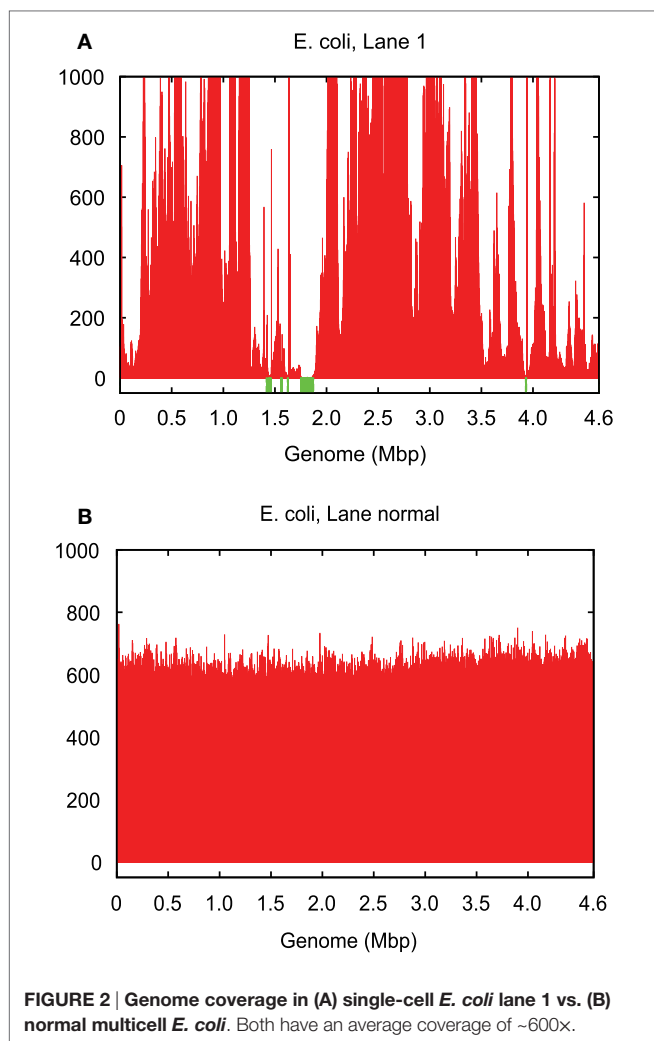 A
E. coli, Lane 1
1000
800
600
400
200
0
0 0.5 1.0 1.5 2.0 2.5 3.0 3.5 4.0 4.6
Genome (Mbp)
B
E. coli, Lane normal
1000
800
600
400
200
0
0 0.5 1.0 1.5 2.0 2.5 3.0 3.5 4.0 4.6
Genome (Mbp)
FIGURE 2 | Genome coverage in (A) single-cell E. coli lane 1 vs. (B)
normal multicell E. coli. Both have an average coverage of ~600×.